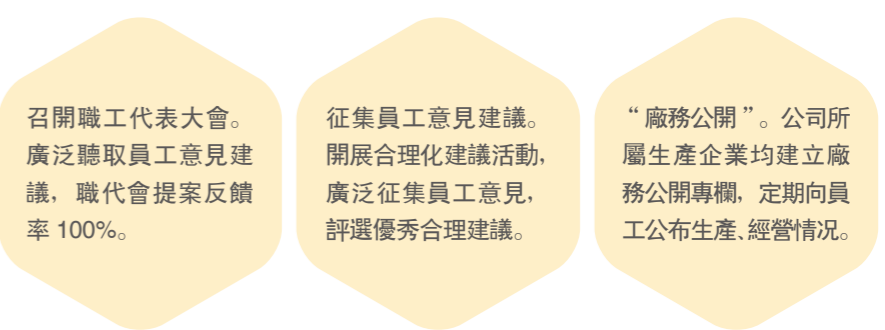 召開職工代表大會。
廣泛聽取員工意見建
議，職代會提案反饋
率 100%。
征集員工意見建議。
開展合理化建議活動，
廣泛征集員工意見，
評選優秀合理建議。
“廠務公開”。公司所
屬生產企業均建立廠
務公開專欄，定期向員
工公布生產、經營情况。